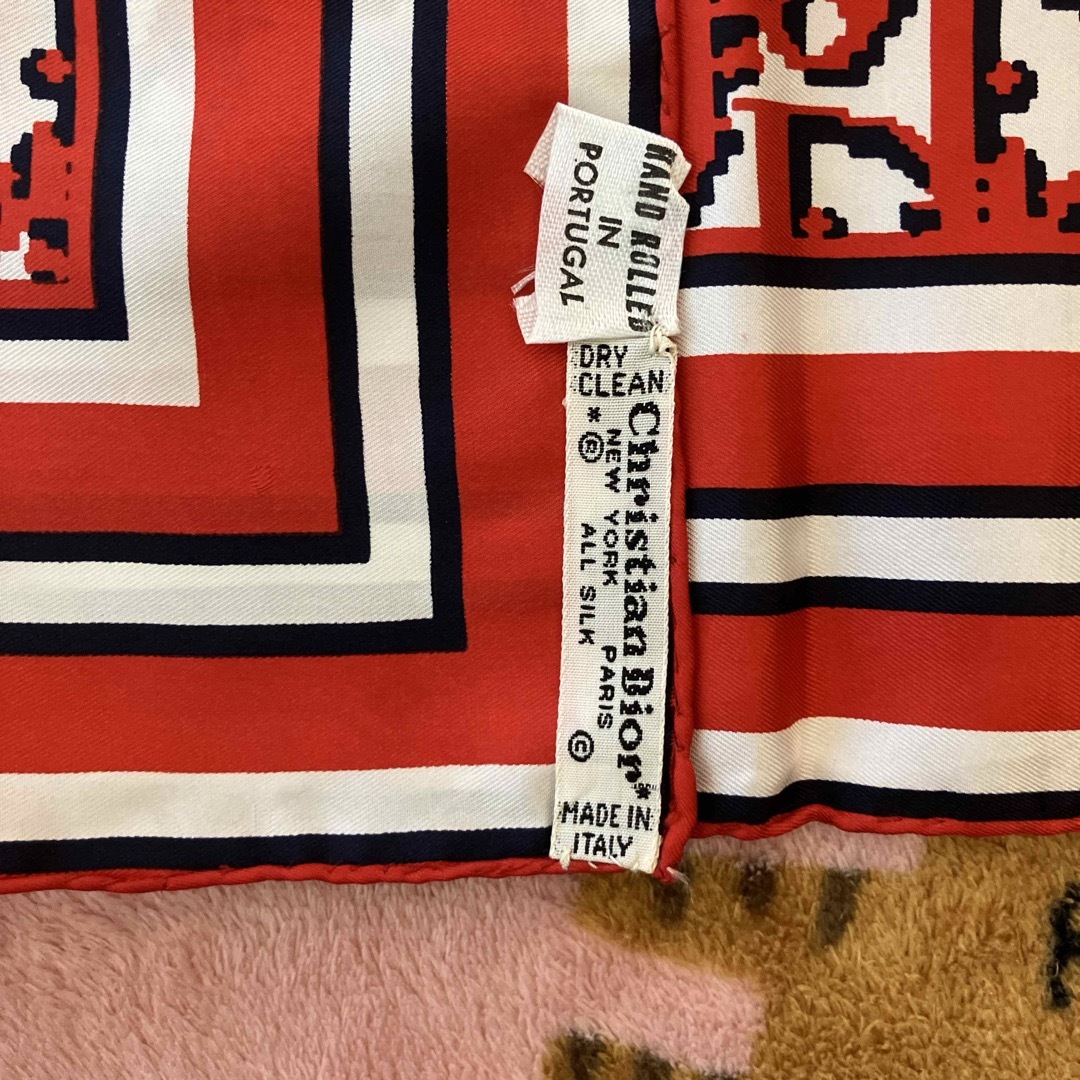 HAND ROLLED
IN
PORTUGAL
DRY
CLEAN
Christian Dior*
* NEW YORK PARIS
© ALL SILK ©
MADE IN
ITALY